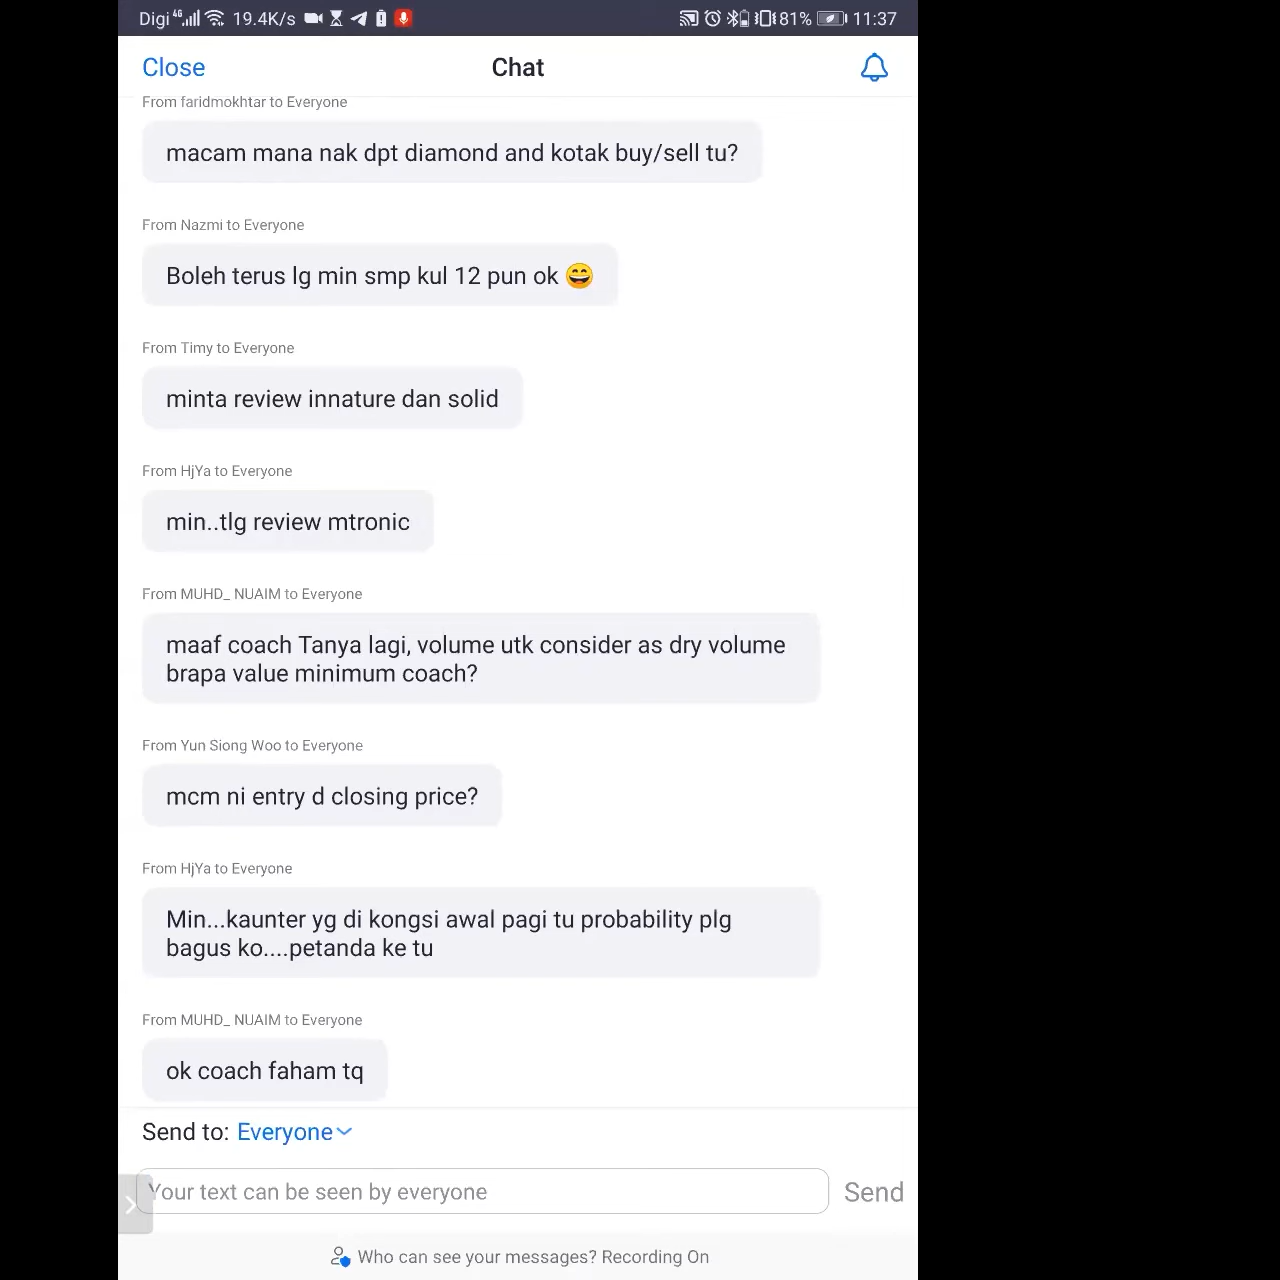 Digi 4G 19.4K/s 81% 11:37
Close Chat
From faridmokhtar to Everyone
macam mana nak dpt diamond and kotak buy/sell tu?
From Nazmi to Everyone
Boleh terus lg min smp kul 12 pun ok 😄
From Timy to Everyone
minta review innature dan solid
From HjYa to Everyone
min..tlg review mtronic
From MUHD_ NUAIM to Everyone
maaf coach Tanya lagi, volume utk consider as dry volume
brapa value minimum coach?
From Yun Siong Woo to Everyone
mcm ni entry d closing price?
From HjYa to Everyone
Min...kaunter yg di kongsi awal pagi tu probability plg
bagus ko....petanda ke tu
From MUHD_ NUAIM to Everyone
ok coach faham tq
Send to: Everyone
Your text can be seen by everyone Send
Who can see your messages? Recording On